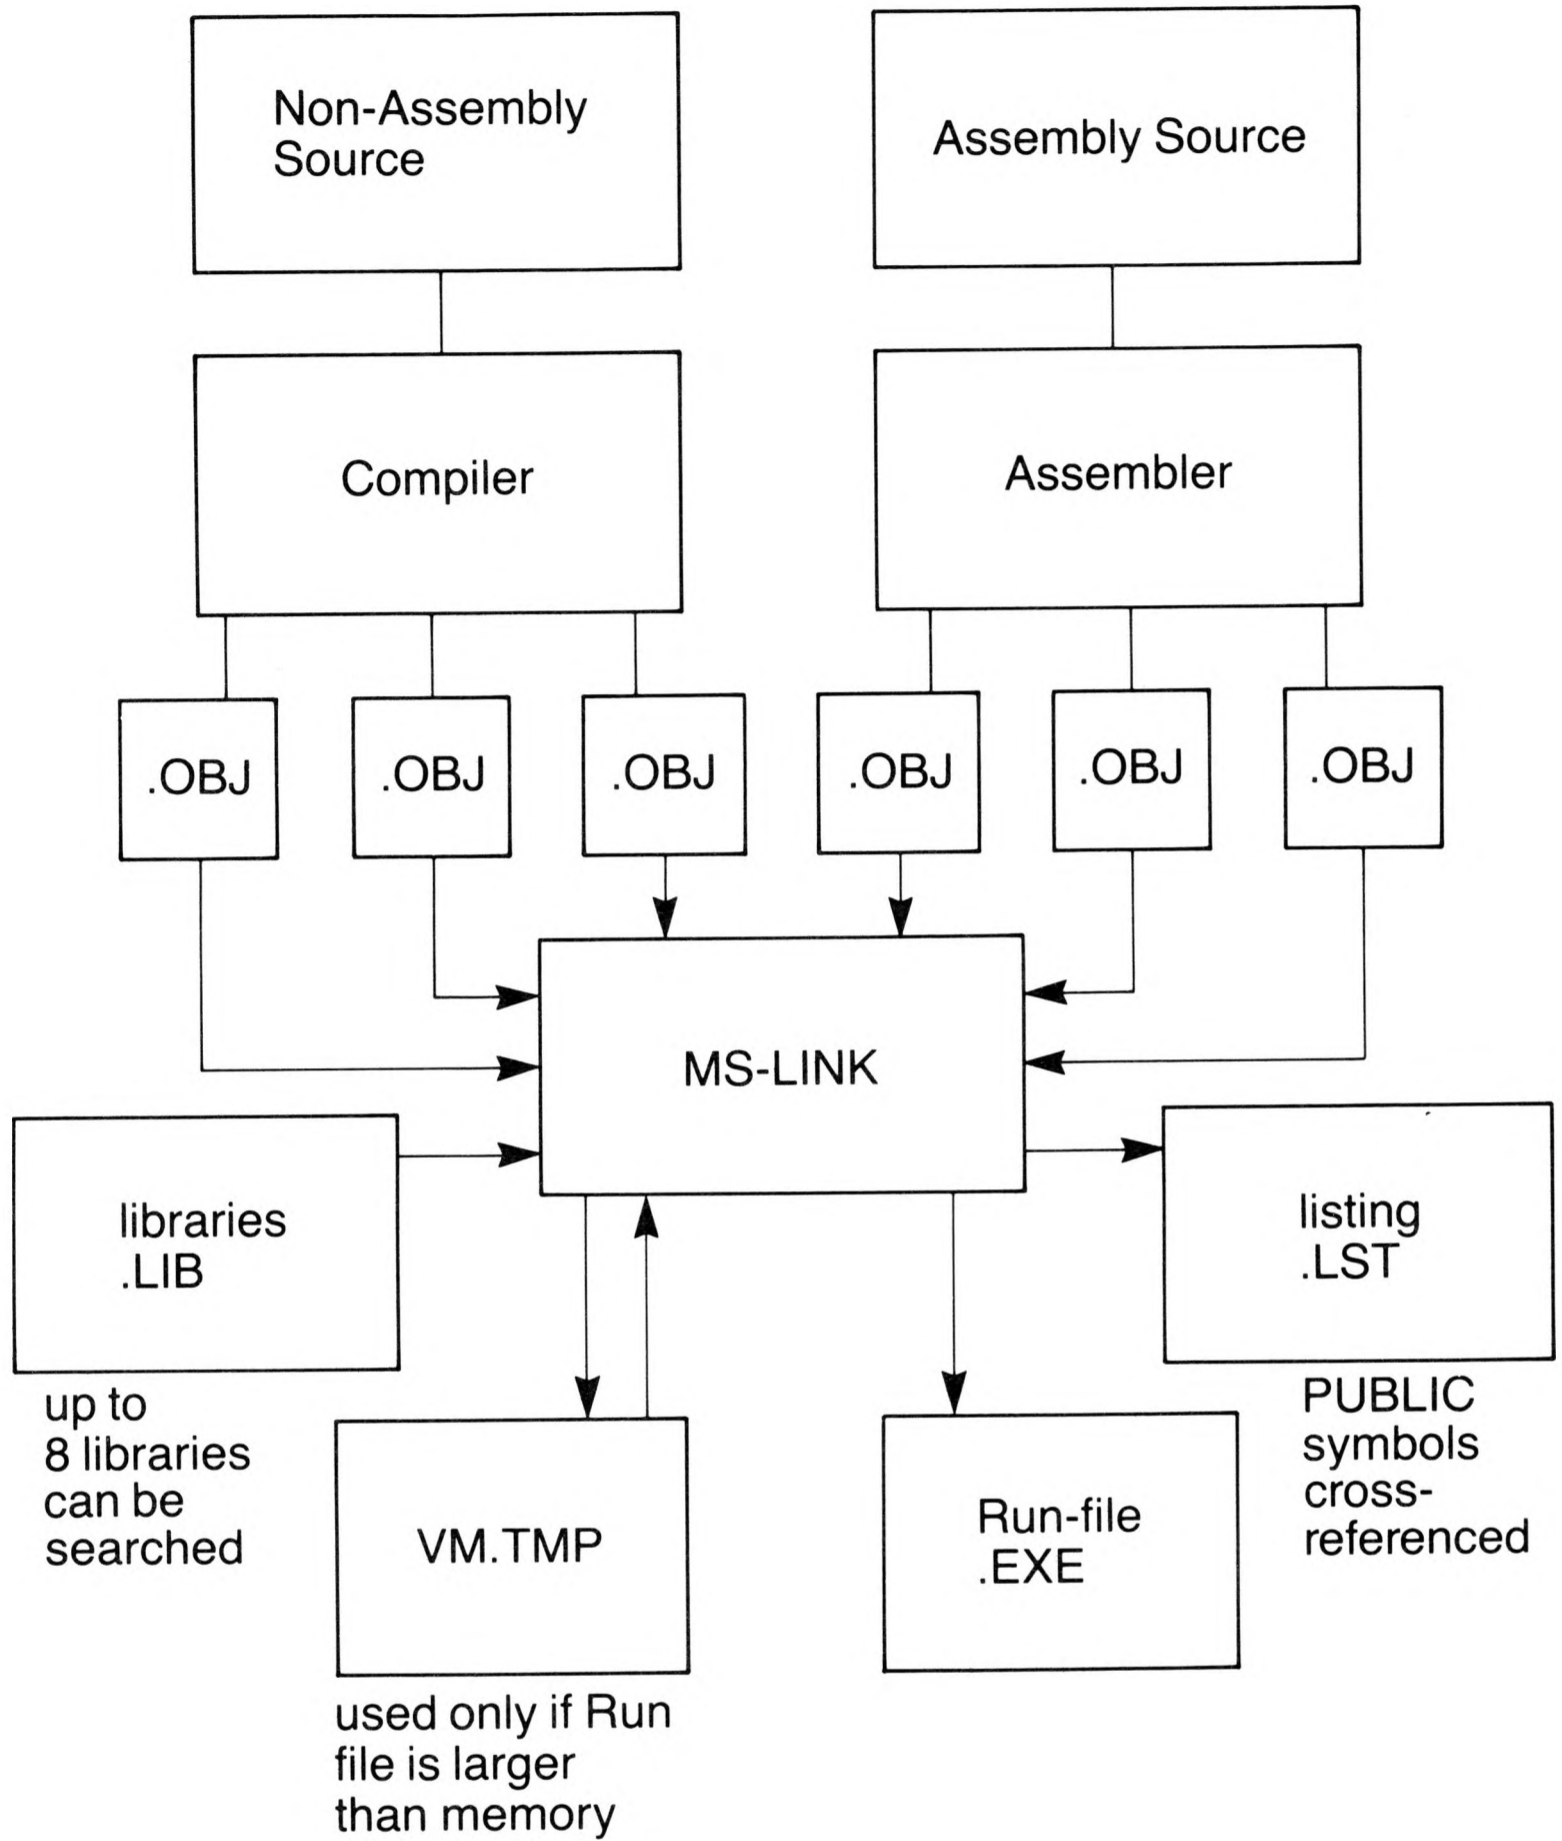 Non-Assembly
Source
Assembly Source
Compiler
Assembler
.OBJ
.OBJ
.OBJ
.OBJ
.OBJ
.OBJ
MS-LINK
libraries
.LIB
listing
.LST
up to
8 libraries
can be
searched
PUBLIC
symbols
cross-
referenced
VM.TMP
Run-file
.EXE
used only if Run
file is larger
than memory